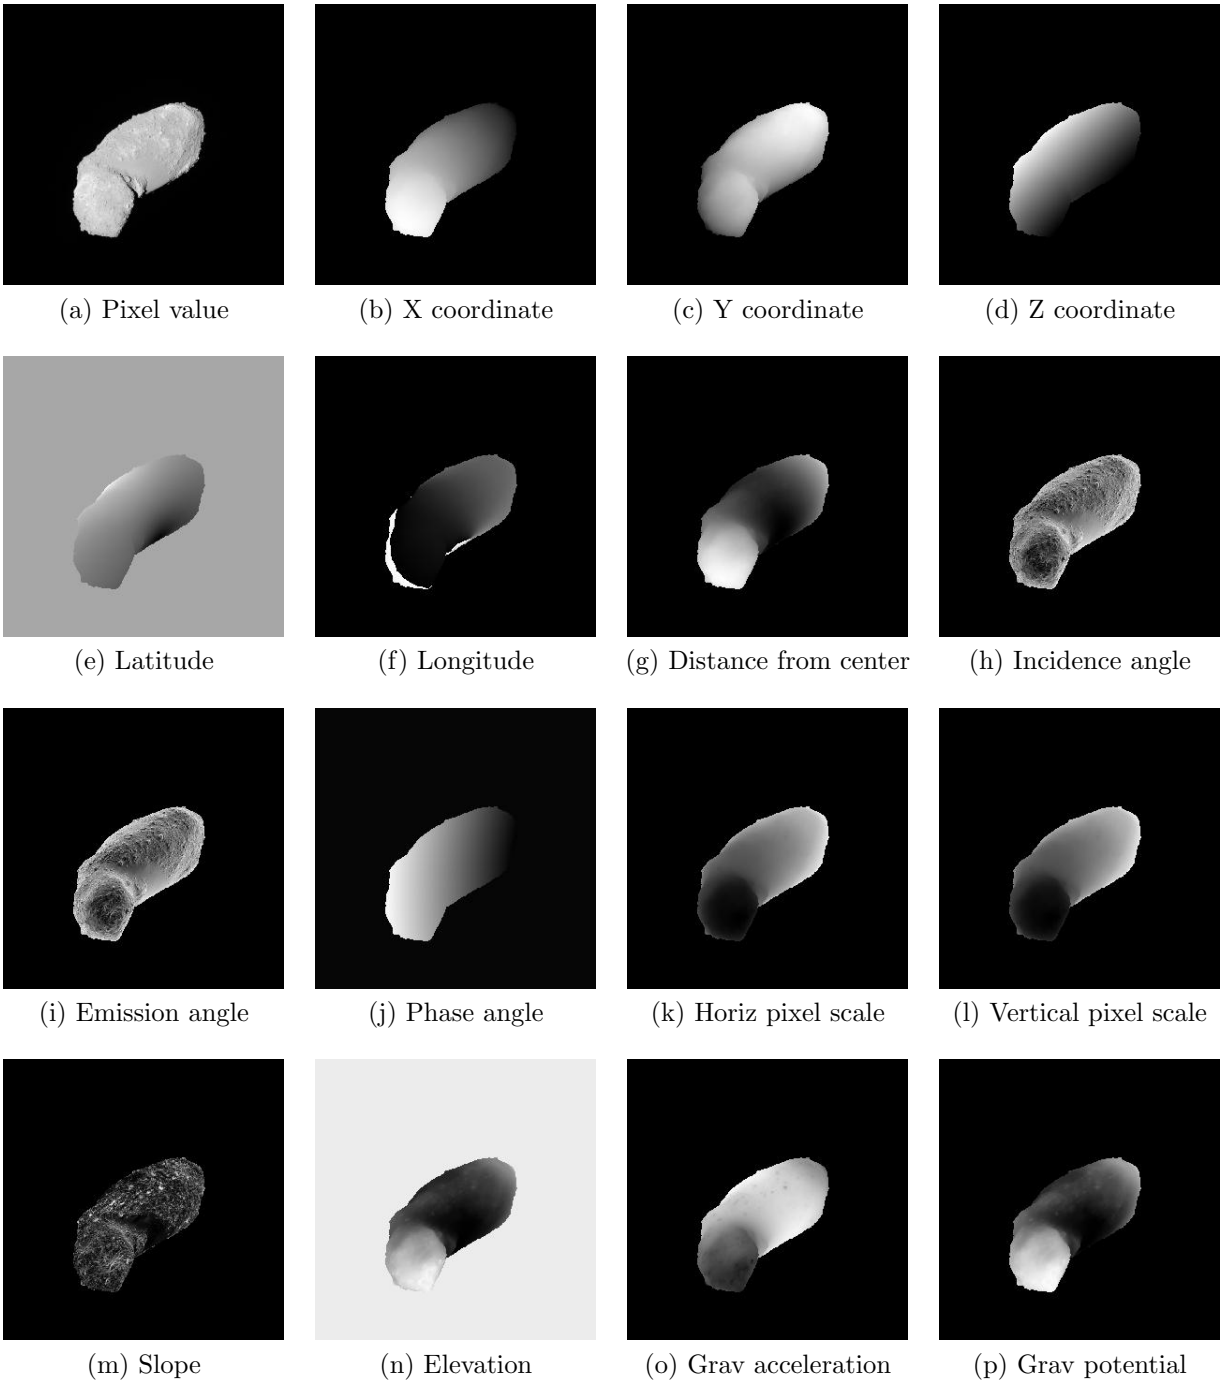 (a) Pixel value
(b) X coordinate
(c) Y coordinate
(d) Z coordinate
(e) Latitude
(f) Longitude
(g) Distance from center
(h) Incidence angle
(i) Emission angle
(j) Phase angle
(k) Horiz pixel scale
(l) Vertical pixel scale
(m) Slope
(n) Elevation
(o) Grav acceleration
(p) Grav potential